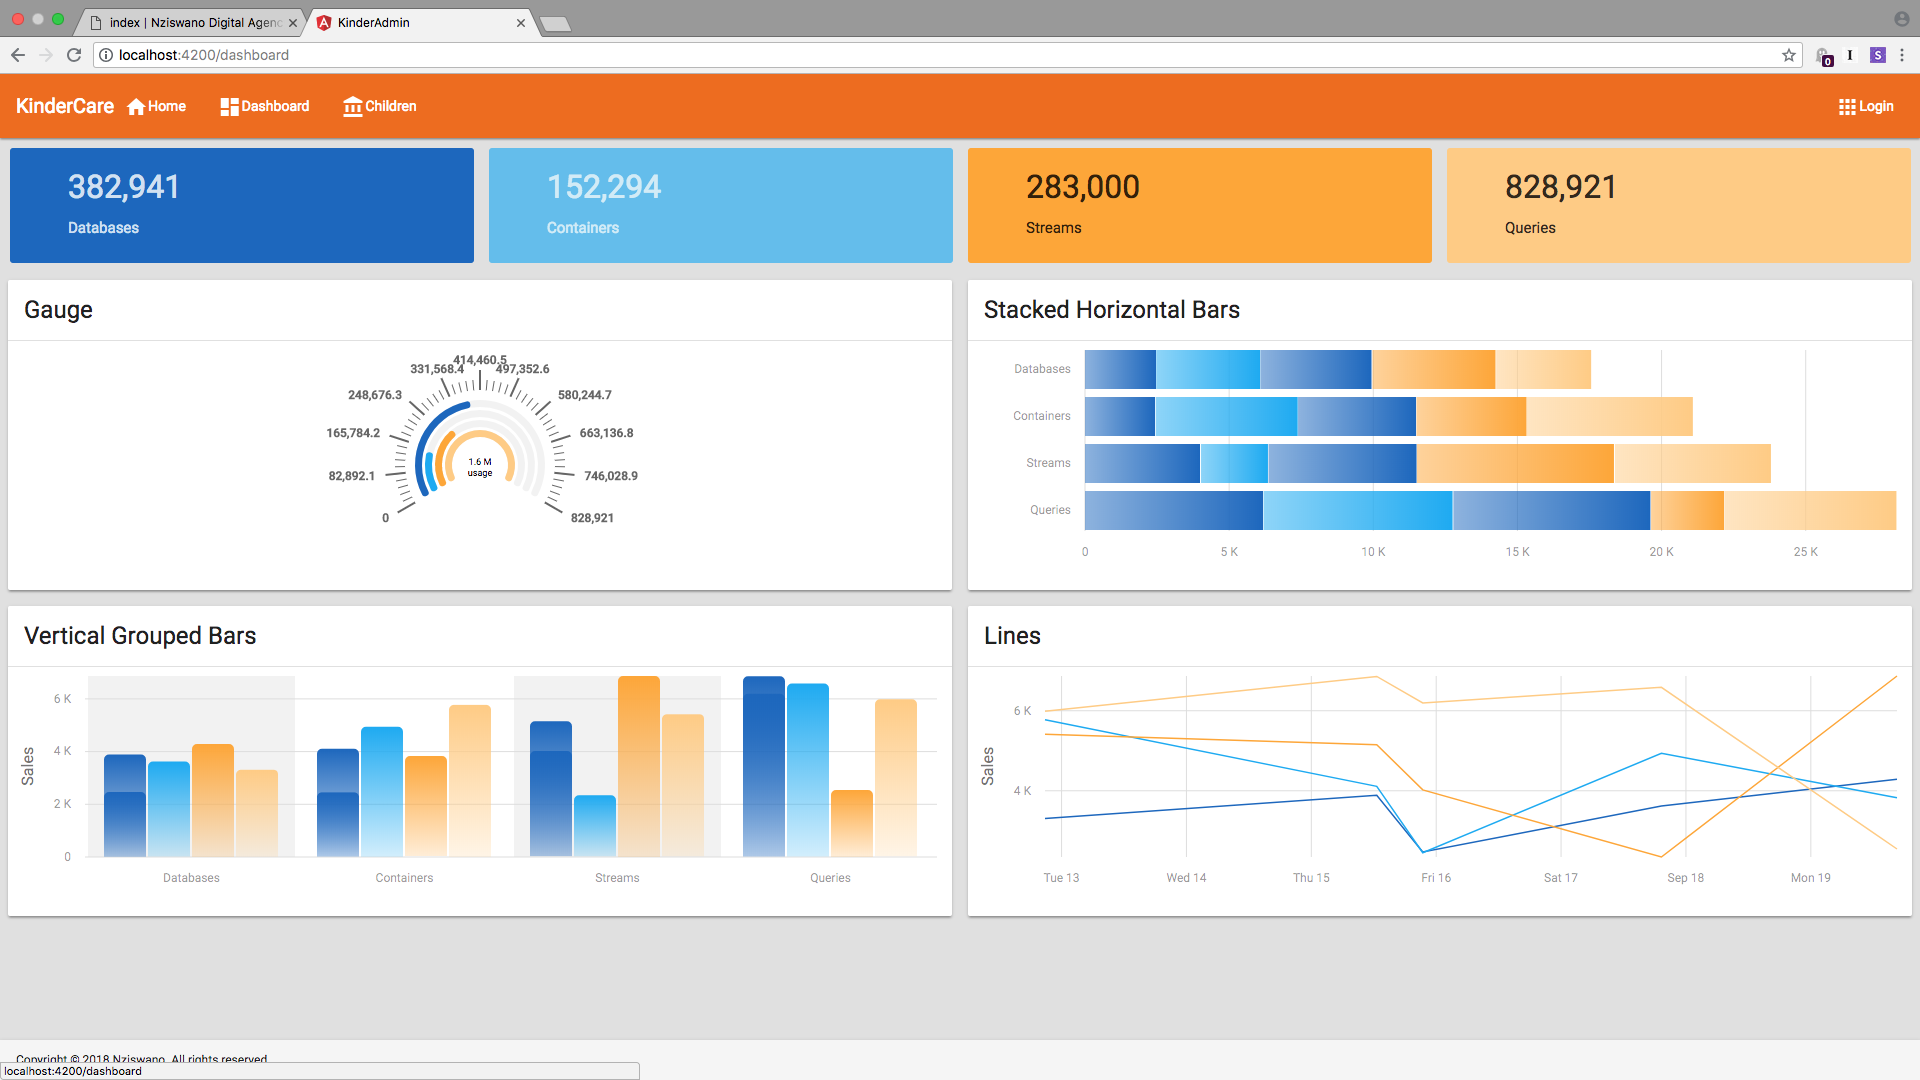 index | Nziswano Digital Agen
KinderAdmin
localhost:4200/dashboard
0
I
S
KinderCare Home Dashboard Children Login
382,941
Databases
152,294
Containers
283,000
Streams
828,921
Queries
Gauge
414,460.5
331,568.4
497,352.6
248,676.3
580,244.7
165,784.2
663,136.8
82,892.1
746,028.9
0
828,921
1.6 M
usage
Stacked Horizontal Bars
Databases
Containers
Streams
Queries
0 5 K 10 K 15 K 20 K 25 K
Vertical Grouped Bars
Sales
6 K
4 K
2 K
0
Databases Containers Streams Queries
Lines
Sales
6 K
4 K
Tue 13 Wed 14 Thu 15 Fri 16 Sat 17 Sep 18 Mon 19
Copyright © 2018 Nziswano. All rights reserved
localhost:4200/dashboard